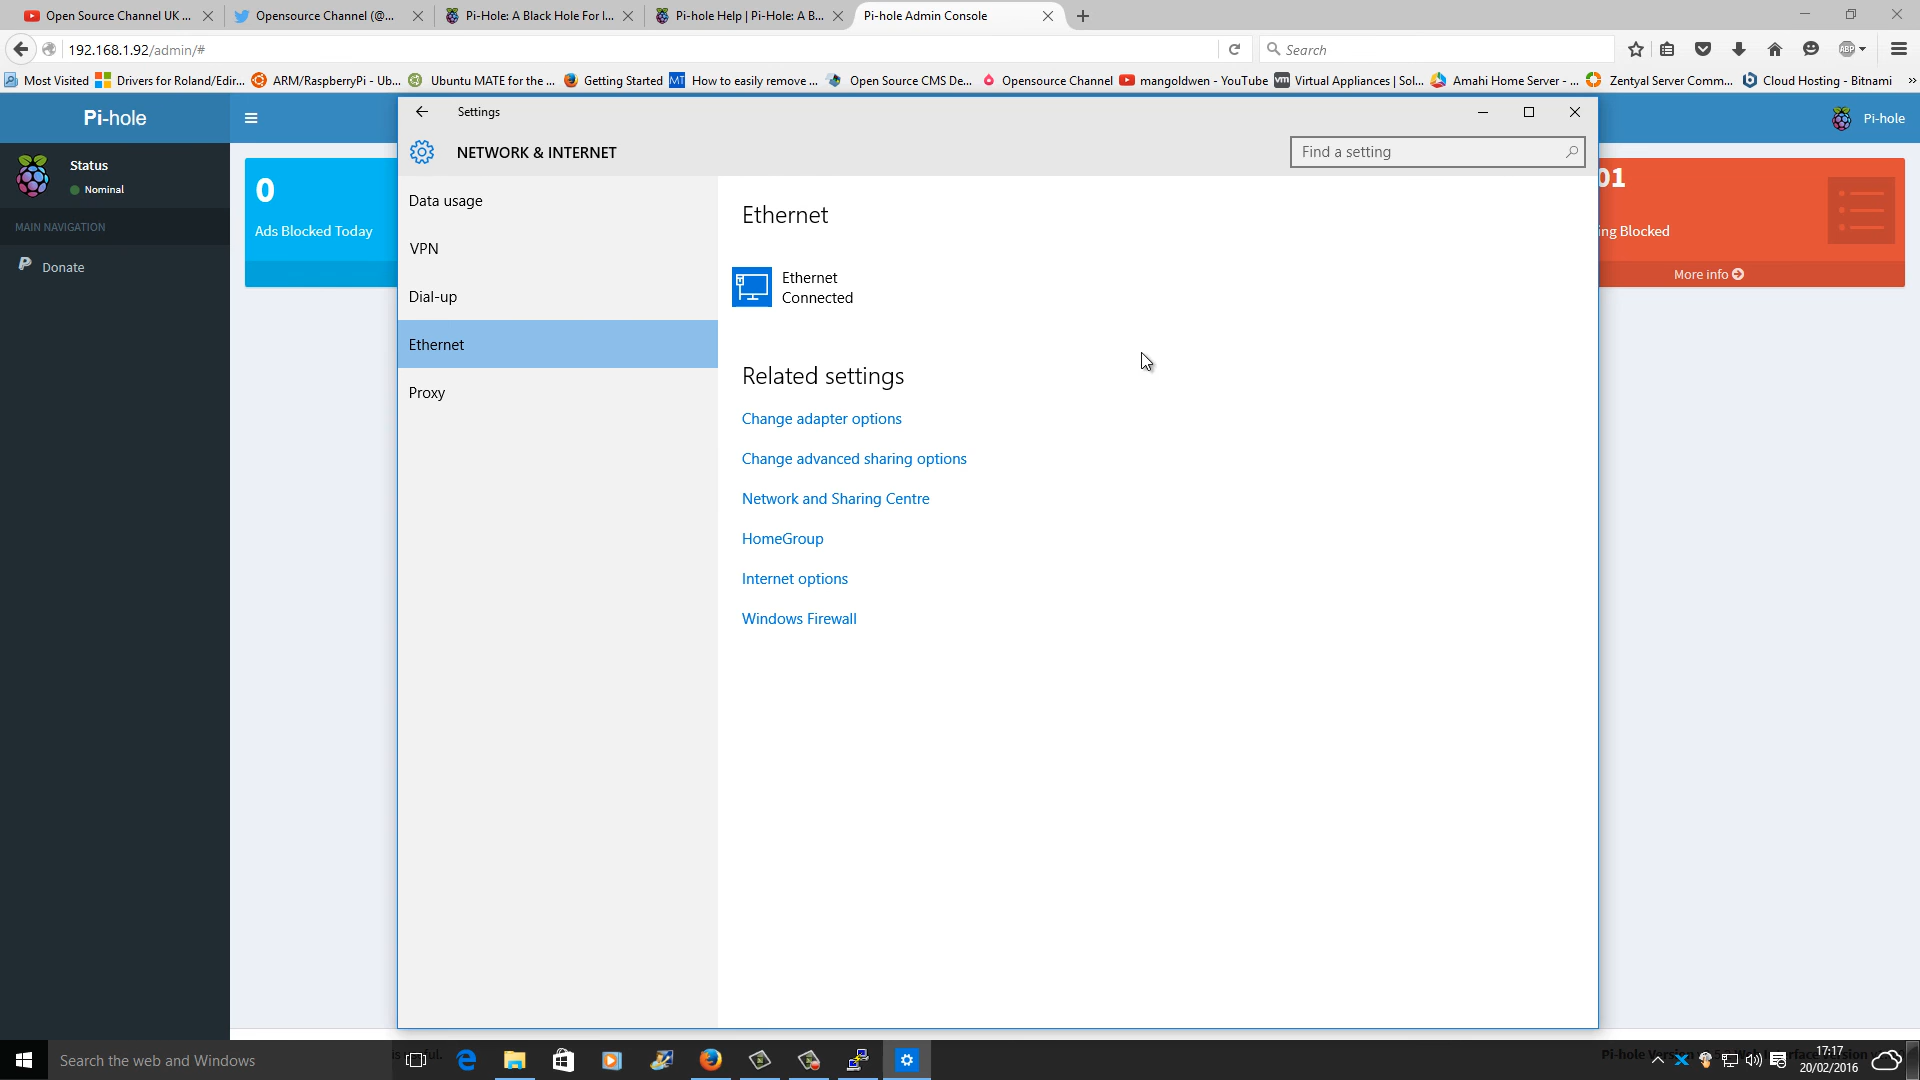 Open Source Channel UK ...
Opensource Channel (@...
Pi-Hole: A Black Hole For I...
Pi-hole Help | Pi-Hole: A B...
Pi-hole Admin Console
192.168.1.92/admin/#
Search
Most Visited
Drivers for Roland/Edir...
ARM/RaspberryPi - Ub...
Ubuntu MATE for the ...
Getting Started
MT
How to easily remove ...
Open Source CMS De...
Opensource Channel
mangoldwen - YouTube
vm
Virtual Appliances | Sol...
Amahi Home Server - ...
Zentyal Server Comm...
Cloud Hosting - Bitnami
ABP
Pi-hole
Settings
Pi-hole
Status
Nominal
MAIN NAVIGATION
Donate
0
Ads Blocked Today
NETWORK & INTERNET
Find a setting
Data usage
VPN
Dial-up
Ethernet
Proxy
Ethernet
Ethernet
Connected
Related settings
Change adapter options
Change advanced sharing options
Network and Sharing Centre
HomeGroup
Internet options
Windows Firewall
01
ing Blocked
More info
Search the web and Windows
17:17
20/02/2016